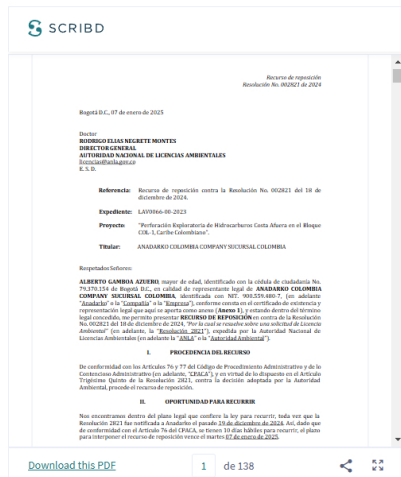 SCRIBD
Recurso de reposición
Resolución No. 002821 de 2024
Bogotá D.C., 07 de enero de 2025
Doctor
RODRIGO ELIAS NEGRETE MONTES
DIRECTOR GENERAL
AUTORIDAD NACIONAL DE LICENCIAS AMBIENTALES
licencias@anla.gov.co
E. S. D.
Referencia: Recurso de reposición contra la Resolución No. 002821 del 18 de
diciembre de 2024.
Expediente: LAV0066-00-2023
Proyecto: "Perforación Exploratoria de Hidrocarburos Costa Afuera en el Bloque
COL-1, Caribe Colombiano".
Titular: ANADARKO COLOMBIA COMPANY SUCURSAL COLOMBIA
Respetados Señores:
ALBERTO GAMBOA AZUERO, mayor de edad, identificado con la cédula de ciudadanía No.
79.370.154 de Bogotá D.C., en calidad de representante legal de ANADARKO COLOMBIA
COMPANY SUCURSAL COLOMBIA, identificada con NIT. 900.559.480-7, (en adelante
"Anadarko" o la "Compañía" o la "Empresa"), conforme consta en el certificado de existencia y
representación legal que aquí se aporta como anexo (Anexo 1), y estando dentro del término
legal concedido, me permito presentar RECURSO DE REPOSICIÓN en contra de la Resolución
No. 002821 del 18 de diciembre de 2024, "Por la cual se resuelve sobre una solicitud de Licencia
Ambiental" (en adelante, la "Resolución 2821"), expedida por la Autoridad Nacional de
Licencias Ambientales (en adelante la "ANLA" o la "Autoridad Ambiental").
I. PROCEDENCIA DEL RECURSO
De conformidad con los Artículos 76 y 77 del Código de Procedimiento Administrativo y de lo
Contencioso Administrativo (en adelante, "CPACA"), y en virtud de lo dispuesto en el Artículo
Trigésimo Quinto de la Resolución 2821, contra la decisión adoptada por la Autoridad
Ambiental, procede el recurso de reposición.
II. OPORTUNIDAD PARA RECURRIR
Nos encontramos dentro del plazo legal que confiere la ley para recurrir, toda vez que la
Resolución 2821 fue notificada a Anadarko el pasado 19 de diciembre de 2024. Así, dado que
de conformidad con el Artículo 76 del CPACA, se tienen 10 días hábiles para recurrir, el plazo
para interponer el recurso de reposición vence el martes 07 de enero de 2025.
Download this PDF
1 de 138